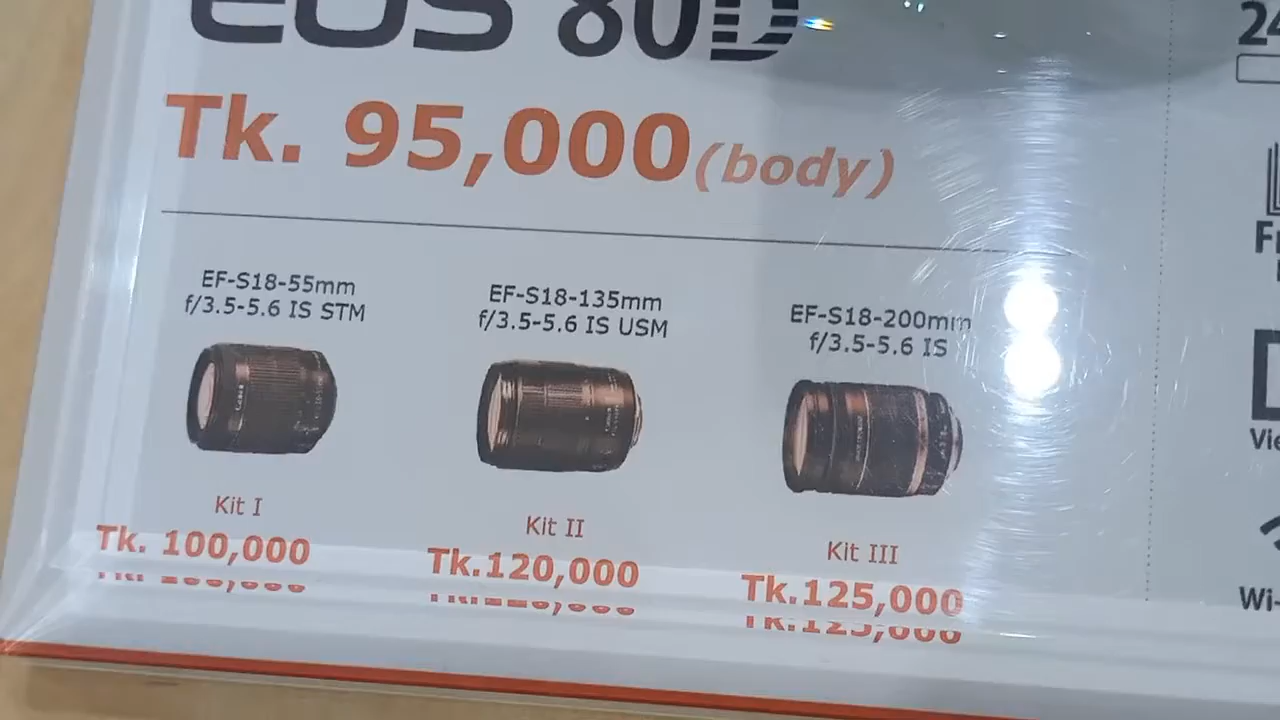 EOS 80D
Tk. 95,000 (body)
EF-S18-55mm
f/3.5-5.6 IS STM
Kit I
Tk. 100,000
EF-S18-135mm
f/3.5-5.6 IS USM
Kit II
Tk.120,000
EF-S18-200mm
f/3.5-5.6 IS
Kit III
Tk.125,000
24
Wi-